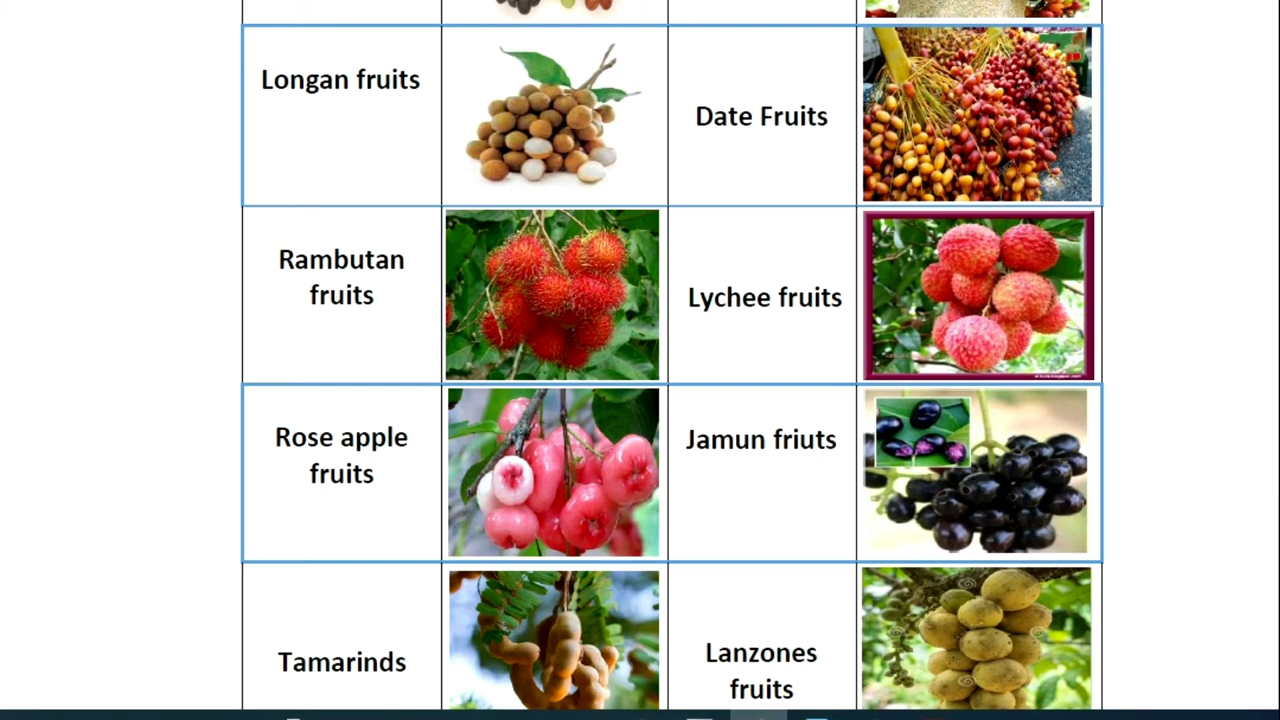 Longan fruits
Date Fruits
Rambutan
fruits
Lychee fruits
Rose apple
fruits
Jamun friuts
Tamarinds
Lanzones
fruits